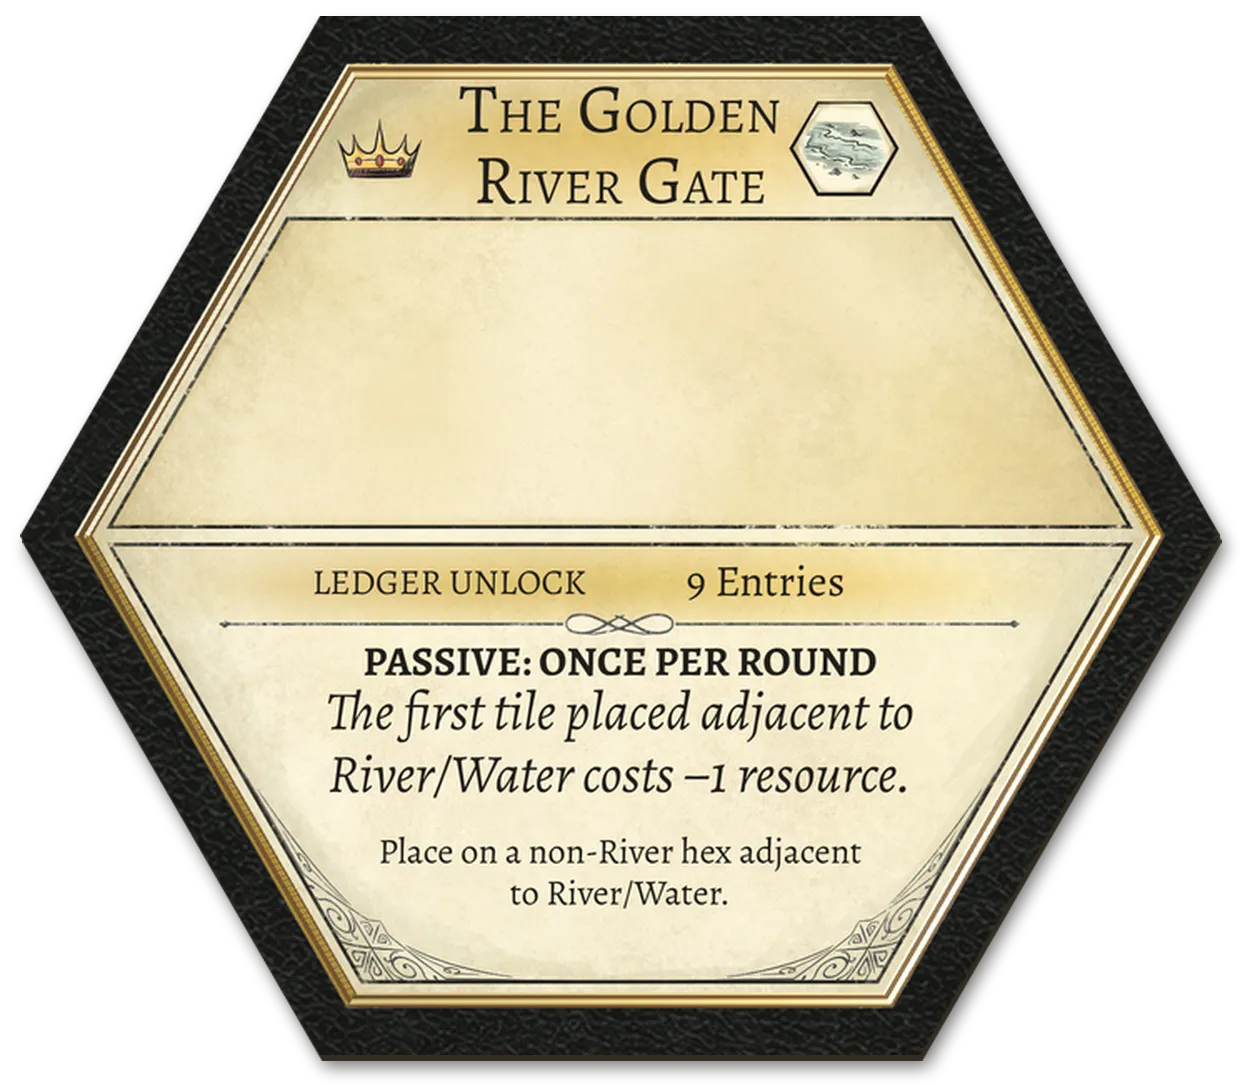 The Golden
River Gate
LEDGER UNLOCK 9 Entries
PASSIVE: ONCE PER ROUND
The first tile placed adjacent to
River/Water costs –1 resource.
Place on a non-River hex adjacent
to River/Water.